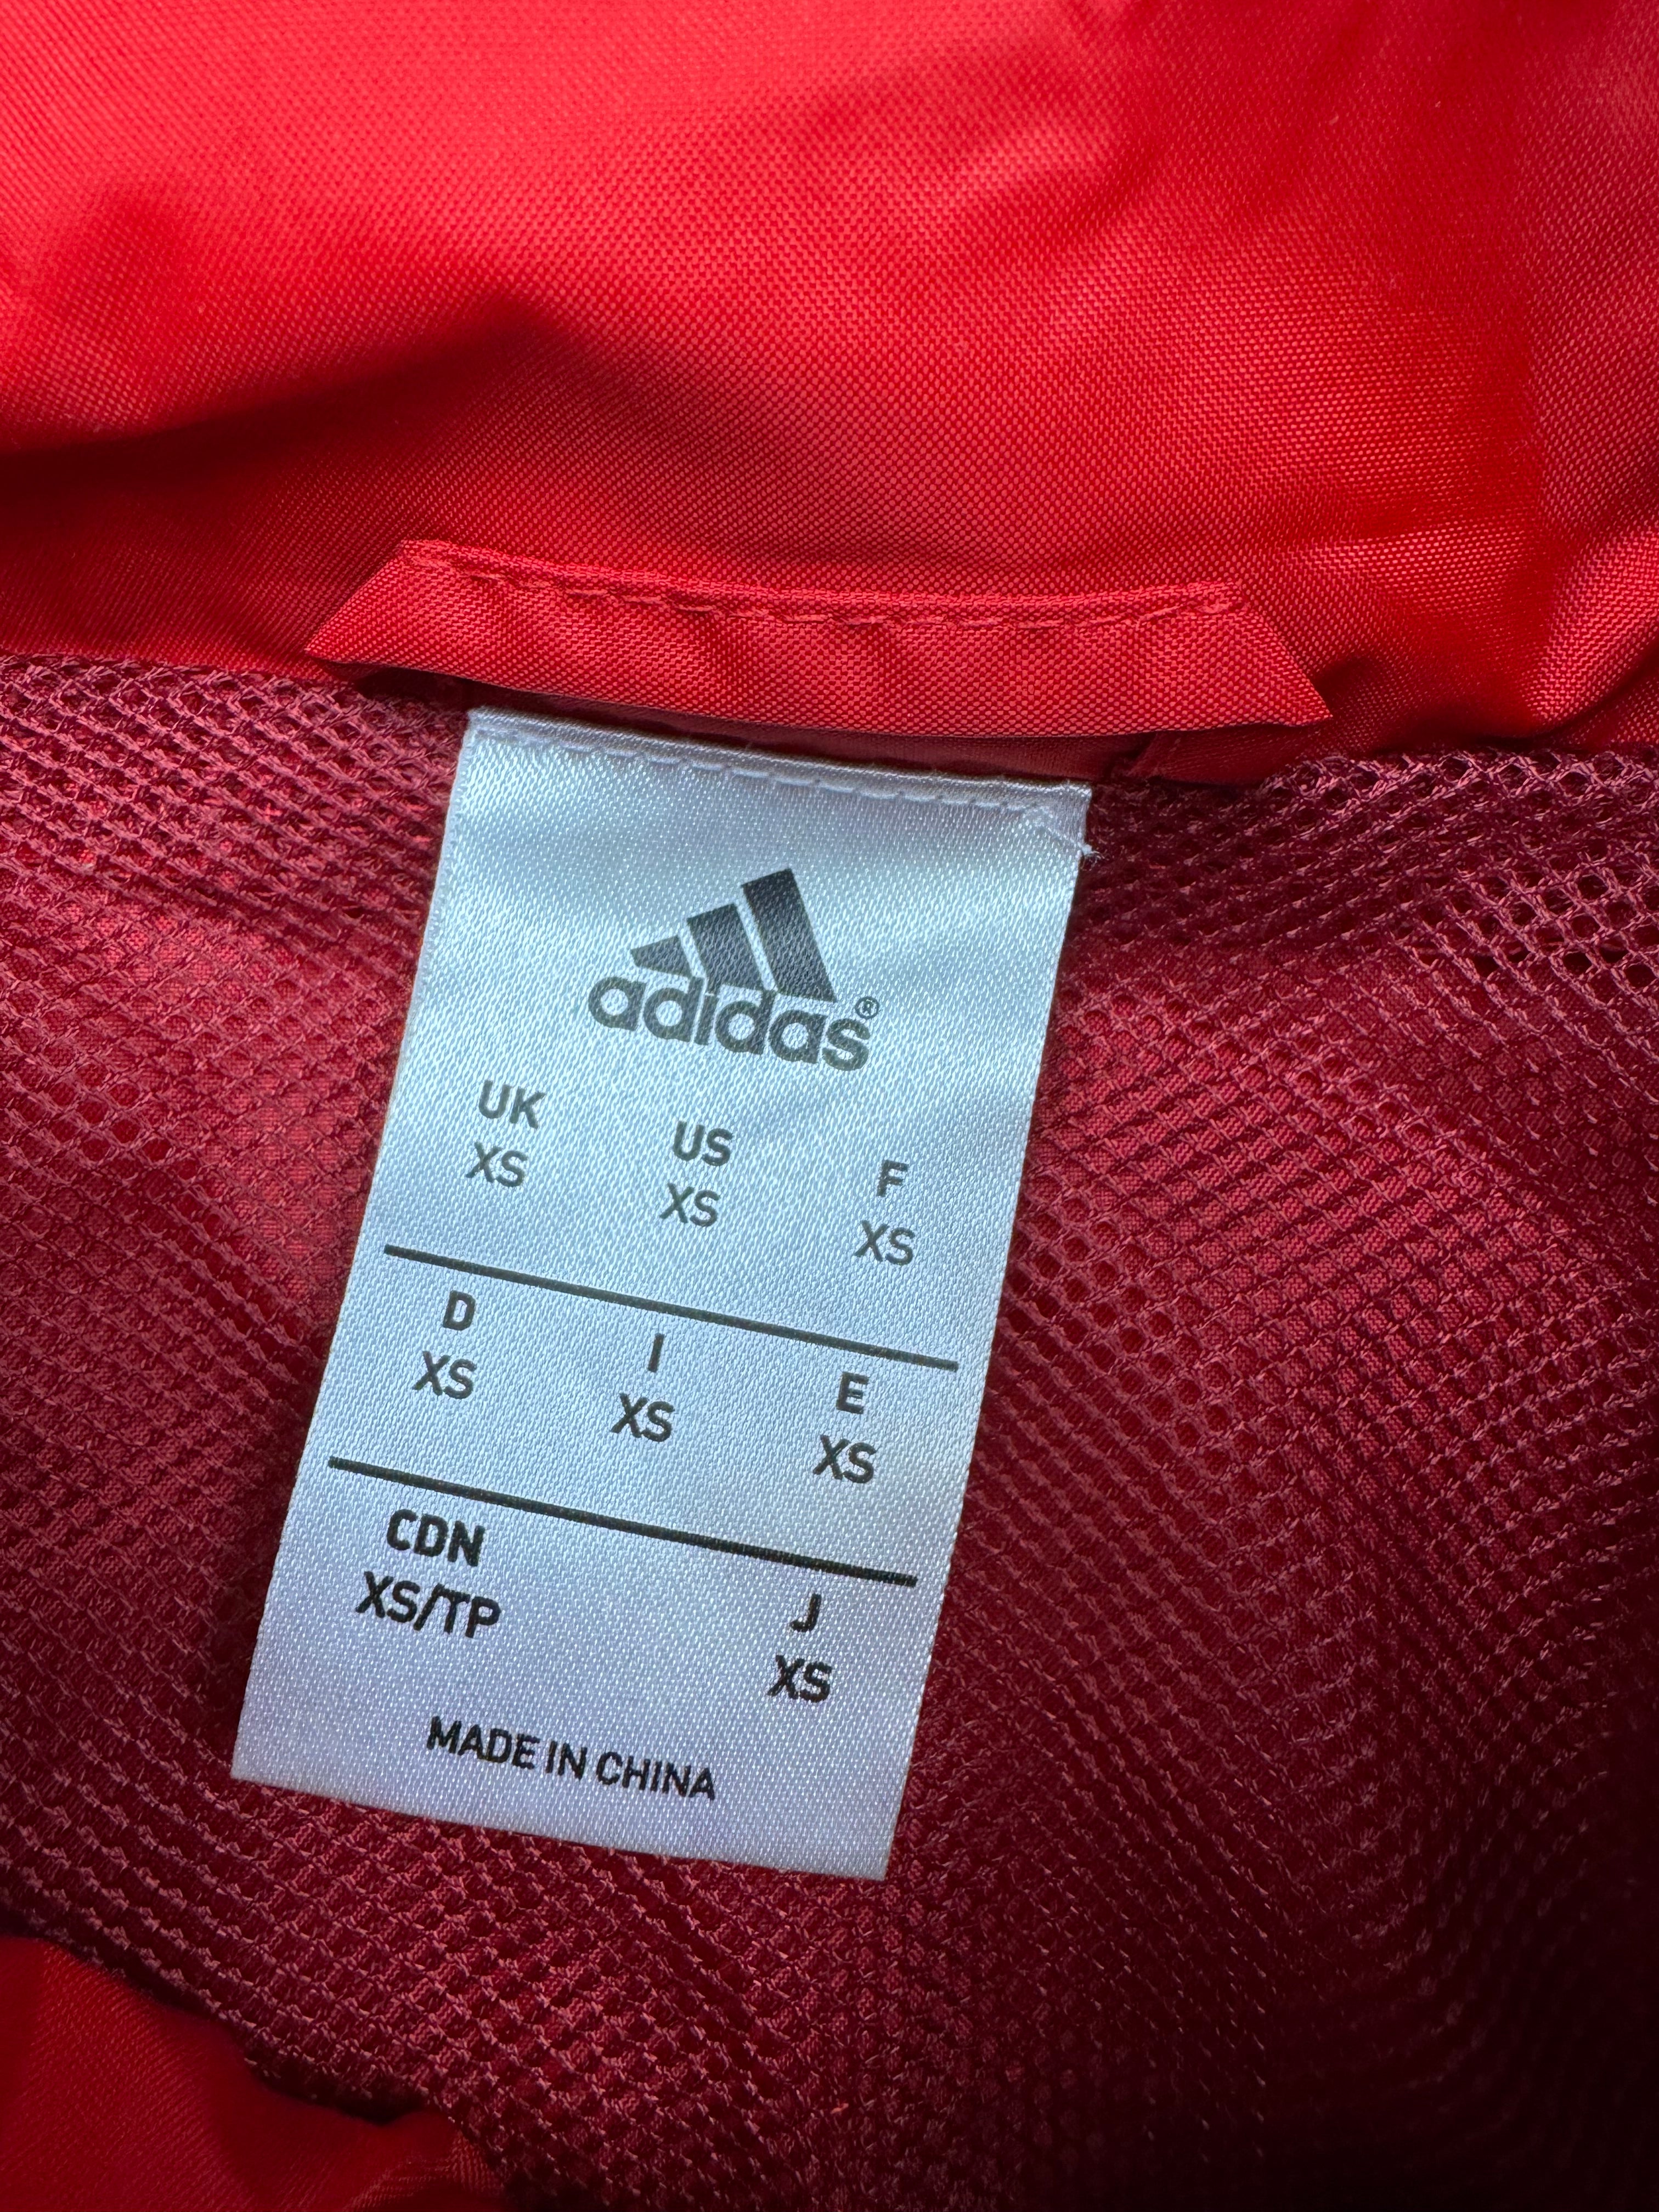 adidas®
UK US F
XS XS XS
D I E
XS XS XS
CDN J
XS/TP XS
MADE IN CHINA